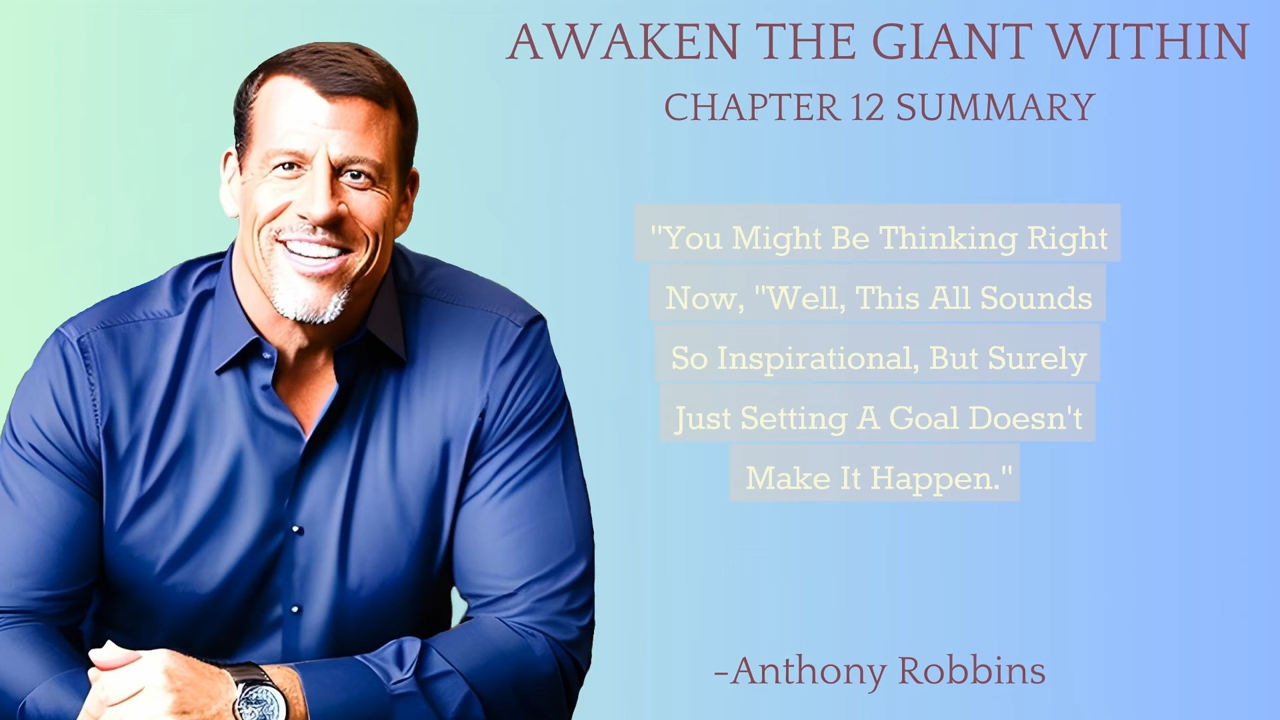 AWAKEN THE GIANT WITHIN
CHAPTER 12 SUMMARY
"You Might Be Thinking Right
Now, "Well, This All Sounds
So Inspirational, But Surely
Just Setting A Goal Doesn't
Make It Happen."
-Anthony Robbins